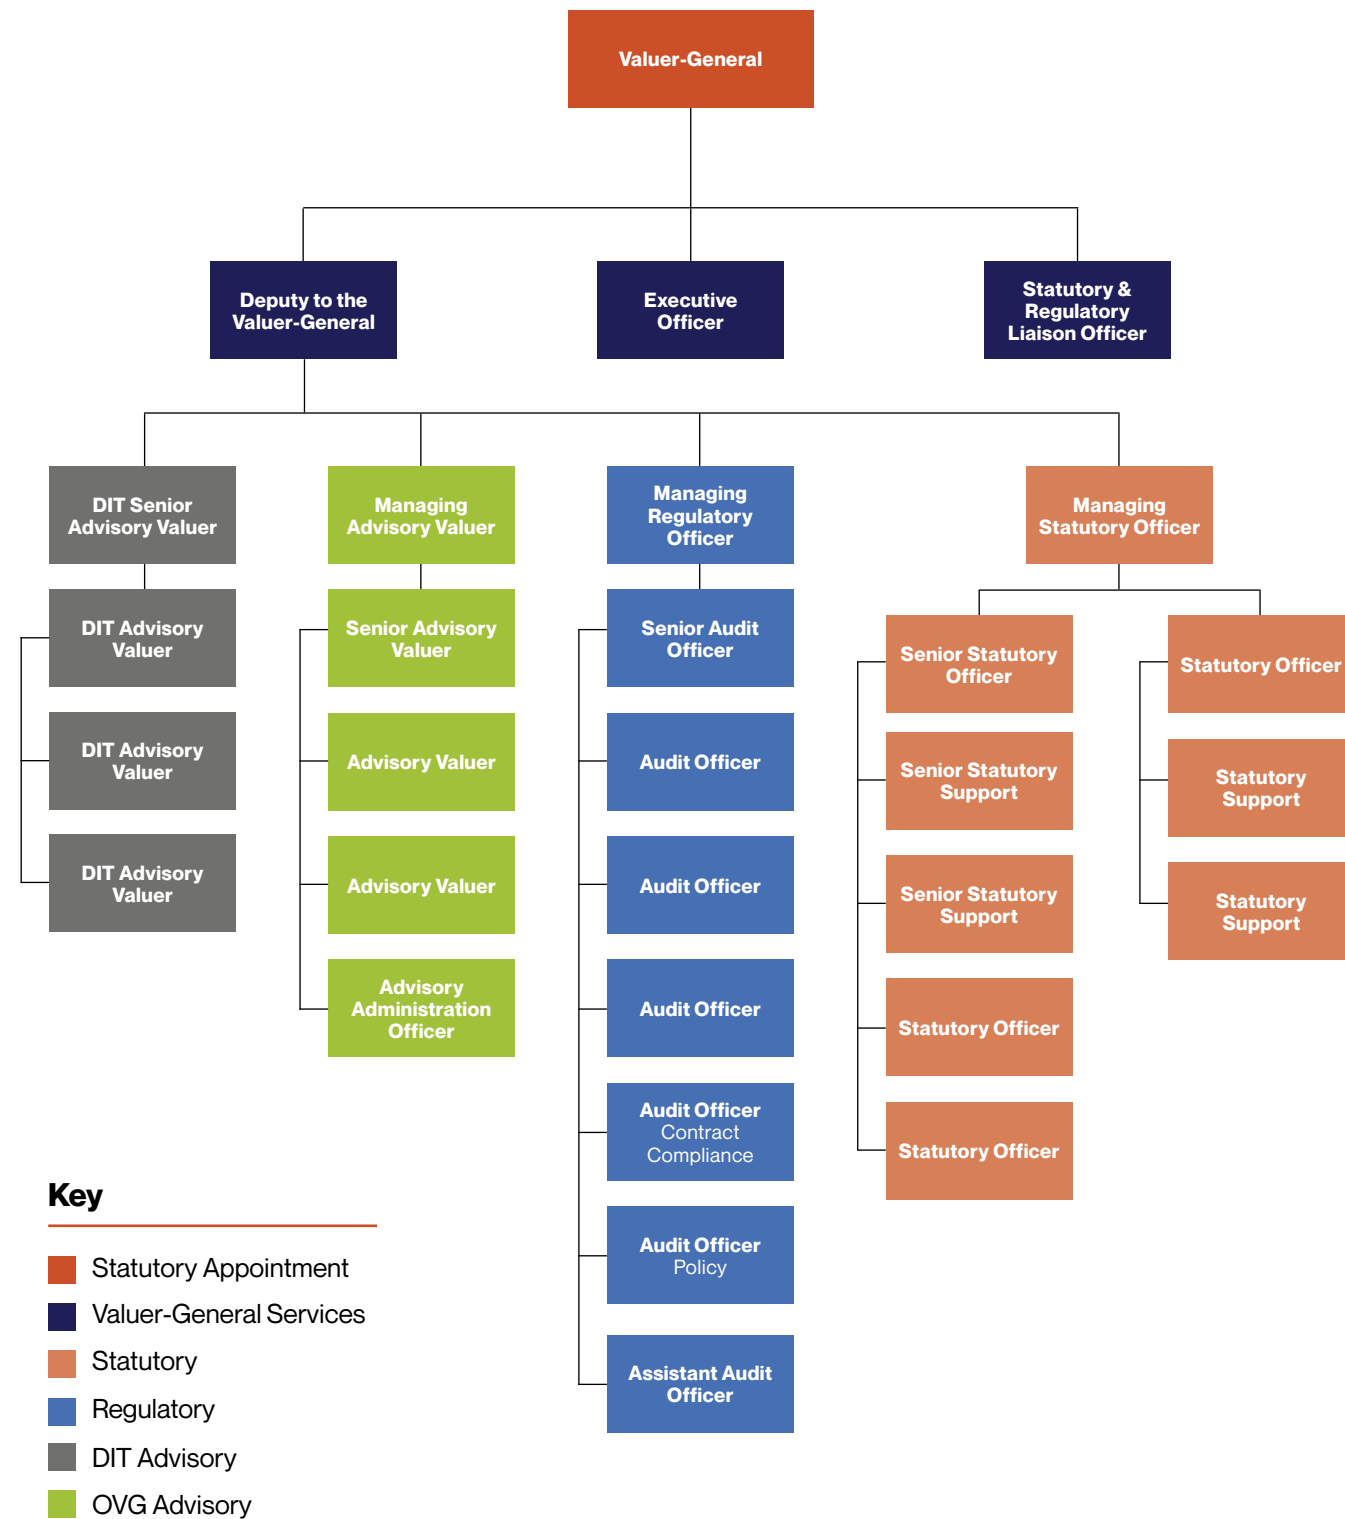 Valuer-General
Deputy to the
Valuer-General
Executive
Officer
Statutory &
Regulatory
Liaison Officer
DIT Senior
Advisory Valuer
Managing
Advisory Valuer
Managing
Regulatory
Officer
Managing
Statutory Officer
DIT Advisory
Valuer
DIT Advisory
Valuer
DIT Advisory
Valuer
Senior Advisory
Valuer
Advisory Valuer
Advisory Valuer
Advisory
Administration
Officer
Senior Audit
Officer
Audit Officer
Audit Officer
Audit Officer
Audit Officer
Contract
Compliance
Audit Officer
Policy
Assistant Audit
Officer
Senior Statutory
Officer
Senior Statutory
Support
Senior Statutory
Support
Statutory Officer
Statutory Officer
Statutory Officer
Statutory
Support
Statutory
Support
Key
Statutory Appointment
Valuer-General Services
Statutory
Regulatory
DIT Advisory
OVG Advisory